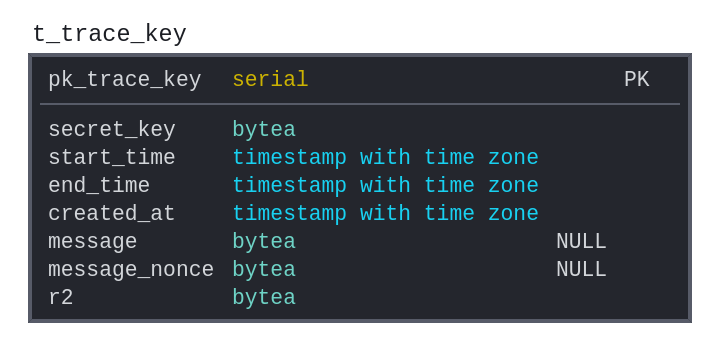 t_trace_key
pk_trace_key serial PK
secret_key bytea
start_time timestamp with time zone
end_time timestamp with time zone
created_at timestamp with time zone
message bytea NULL
message_nonce bytea NULL
r2 bytea